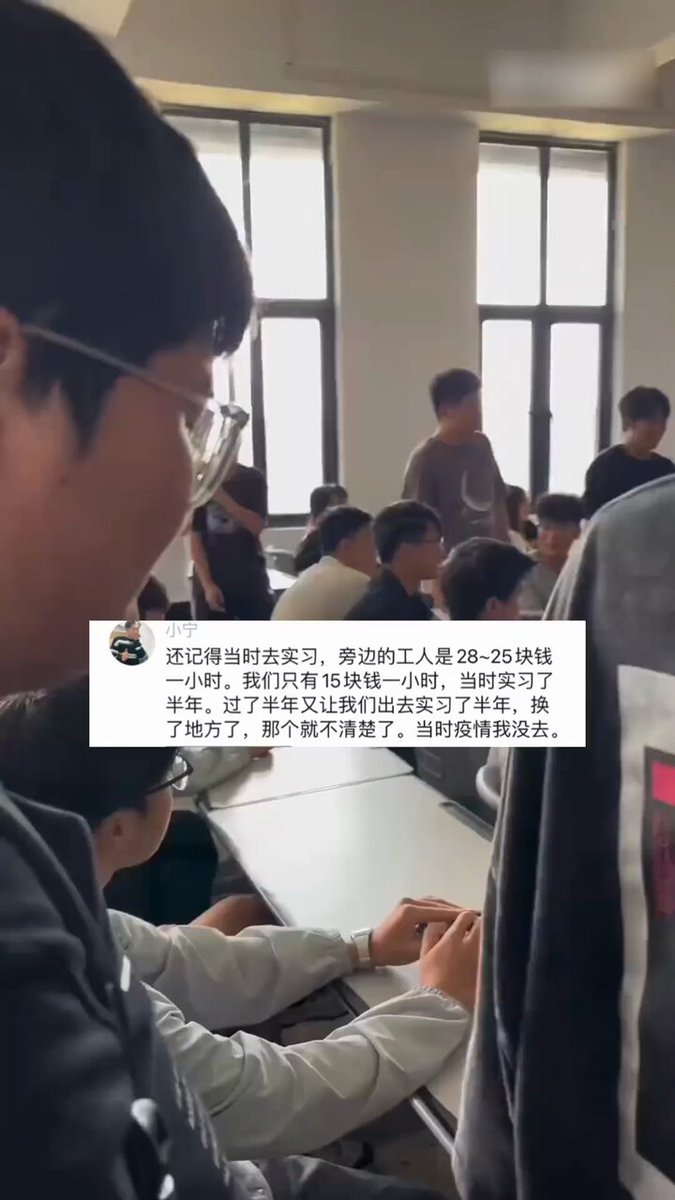 小宁
还记得当时去实习，旁边的工人是28~25块钱
一小时。我们只有15块钱一小时，当时实习了
半年。过了半年又让我们出去实习了半年，换
了地方了，那个就不清楚了。当时疫情我没去。